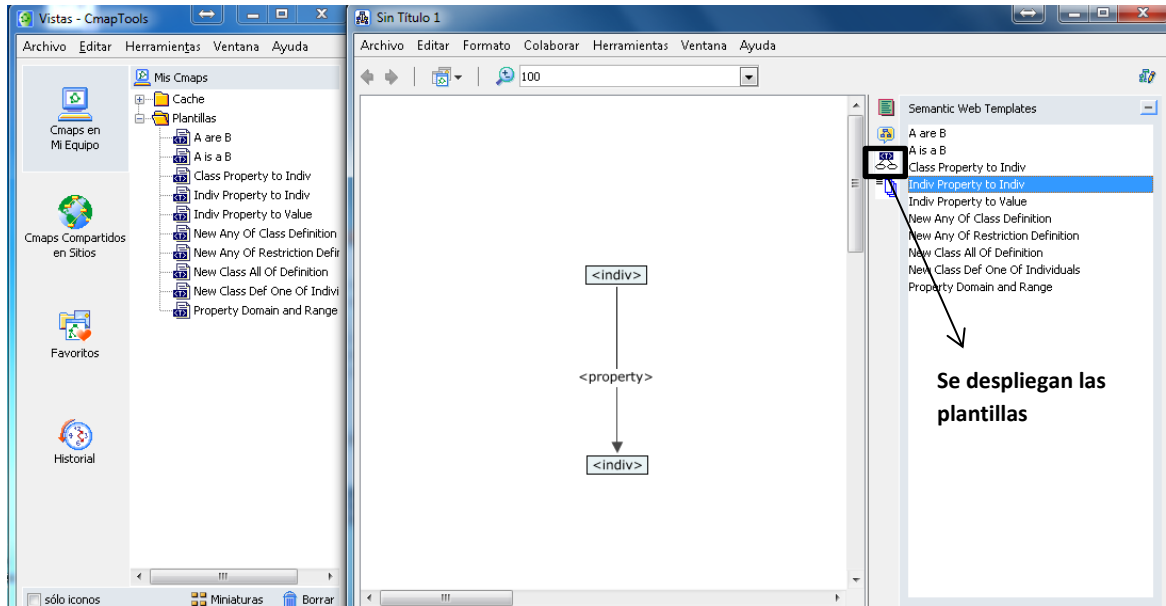 Vistas - CmapTools
Archivo Editar Herramientas Ventana Ayuda
Cmaps en
Mi Equipo
Cmaps Compartidos
en Sitios
Favoritos
Historial
Mis Cmaps
Cache
Plantillas
A are B
A is a B
Class Property to Indiv
Indiv Property to Indiv
Indiv Property to Value
New Any Of Class Definition
New Any Of Restriction Defir
New Class All Of Definition
New Class Def One Of Indivi
Property Domain and Range
sólo iconos Miniaturas Borrar
Sin Título 1
Archivo Editar Formato Colaborar Herramientas Ventana Ayuda
100
<indiv>
<property>
<indiv>
Semantic Web Templates
A are B
A is a B
Class Property to Indiv
Indiv Property to Indiv
Indiv Property to Value
New Any Of Class Definition
New Any Of Restriction Definition
New Class All Of Definition
New Class Def One Of Individuals
Property Domain and Range
Se despliegan las
plantillas